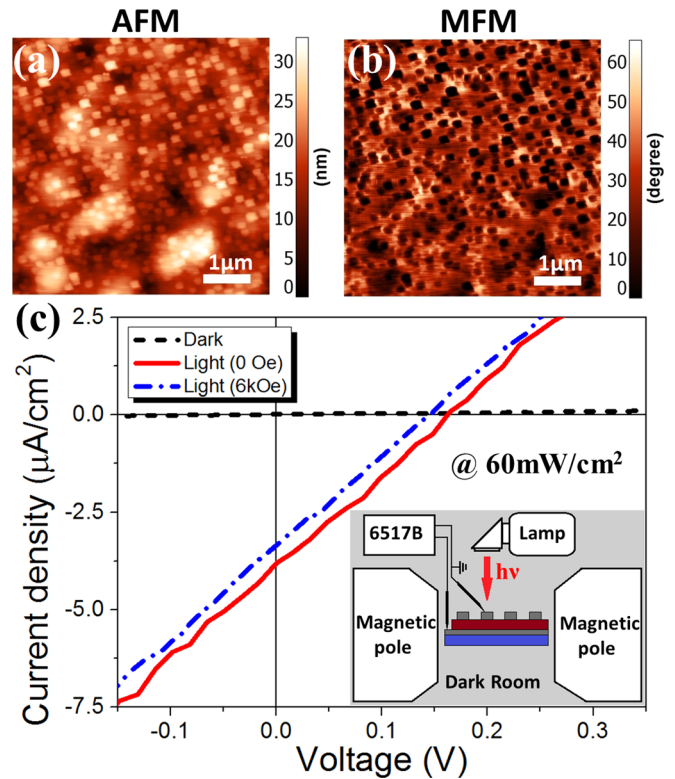 AFM
MFM
(a)
30
25
20
15
10
5
0
(nm)
1μm
(b)
60
50
40
30
20
10
0
(degree)
1μm
(c)
2.5
0.0
-2.5
-5.0
-7.5
Current density (μA/cm²)
Dark
Light (0 Oe)
Light (6kOe)
@ 60mW/cm²
6517B
Lamp
hν
Magnetic
pole
Magnetic
pole
Dark Room
-0.1
0.0
0.1
0.2
0.3
Voltage (V)